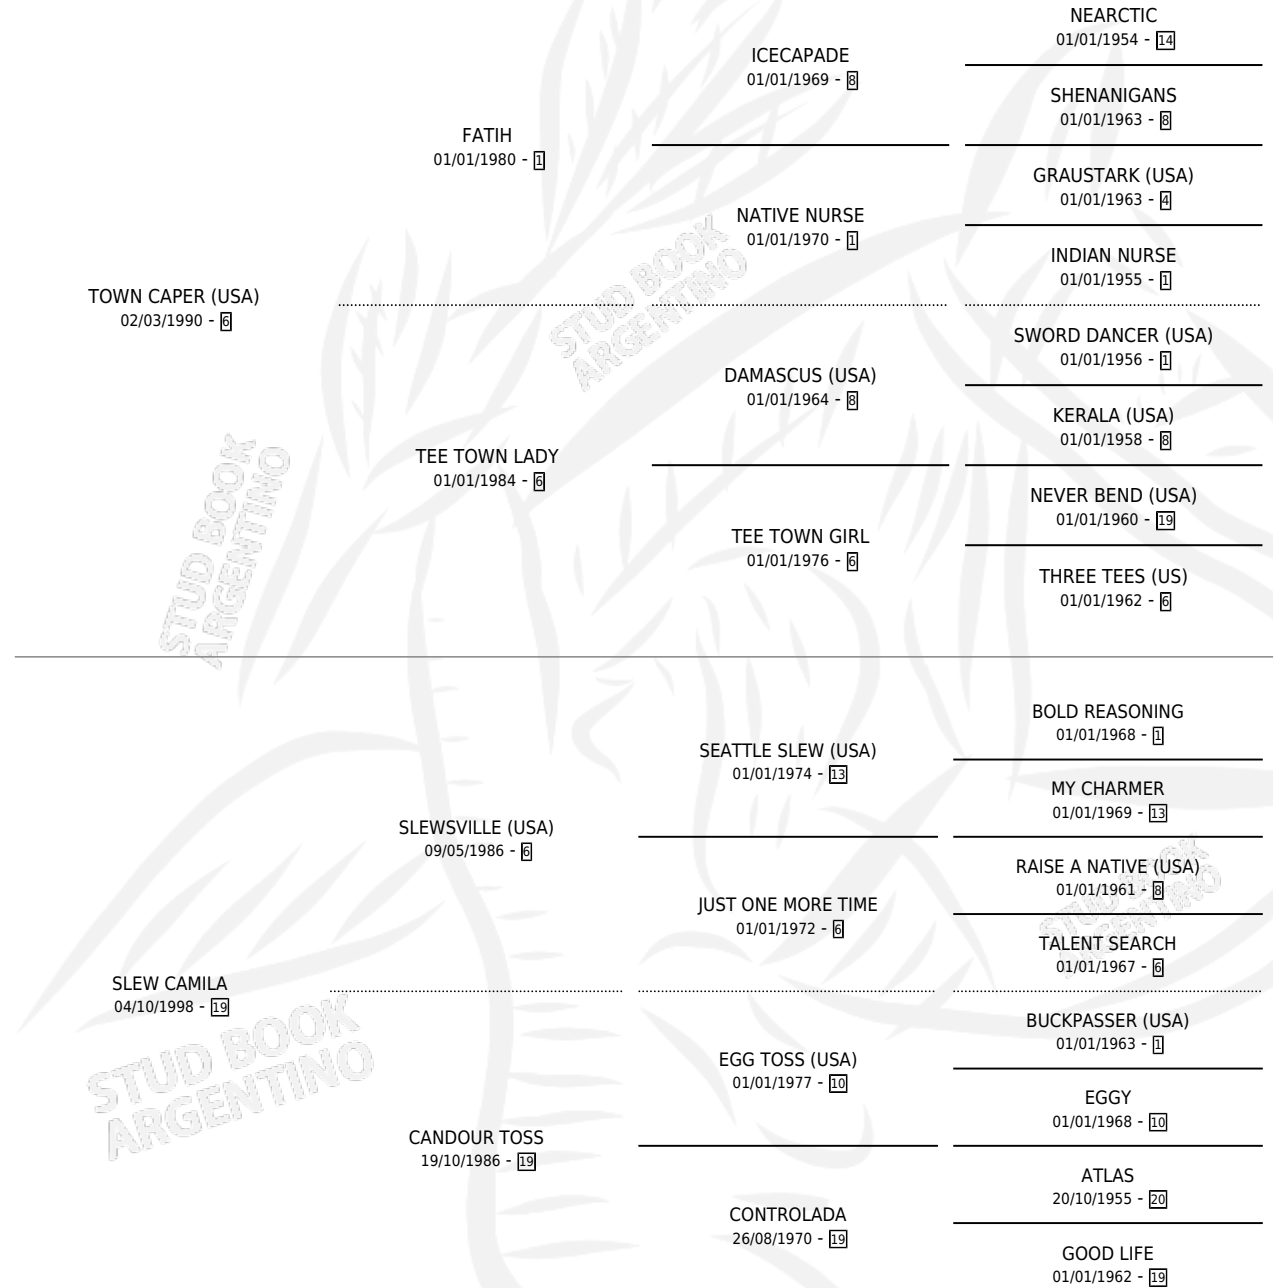 NEARCTIC
01/01/1954 - 14
ICECAPADE
01/01/1969 - 8
SHENANIGANS
01/01/1963 - 8
FATIH
01/01/1980 - 1
GRAUSTARK (USA)
01/01/1963 - 4
NATIVE NURSE
01/01/1970 - 1
INDIAN NURSE
01/01/1955 - 1
TOWN CAPER (USA)
02/03/1990 - 6
STUD BOOK
ARGENTINO
SWORD DANCER (USA)
01/01/1956 - 1
DAMASCUS (USA)
01/01/1964 - 8
KERALA (USA)
01/01/1958 - 8
TEE TOWN LADY
01/01/1984 - 6
NEVER BEND (USA)
01/01/1960 - 19
TEE TOWN GIRL
01/01/1976 - 6
THREE TEES (US)
01/01/1962 - 6
STUD BOOK
ARGENTINO
BOLD REASONING
01/01/1968 - 1
SEATTLE SLEW (USA)
01/01/1974 - 13
MY CHARMER
01/01/1969 - 13
SLEWSVILLE (USA)
09/05/1986 - 6
RAISE A NATIVE (USA)
01/01/1961 - 8
JUST ONE MORE TIME
01/01/1972 - 6
STUD BOOK
ARGENTINO
TALENT SEARCH
01/01/1967 - 6
SLEW CAMILA
04/10/1998 - 19
STUD BOOK
ARGENTINO
BUCKPASSER (USA)
01/01/1963 - 1
EGG TOSS (USA)
01/01/1977 - 10
EGGY
01/01/1968 - 10
CANDOUR TOSS
19/10/1986 - 19
ATLAS
20/10/1955 - 20
CONTROLADA
26/08/1970 - 19
GOOD LIFE
01/01/1962 - 19